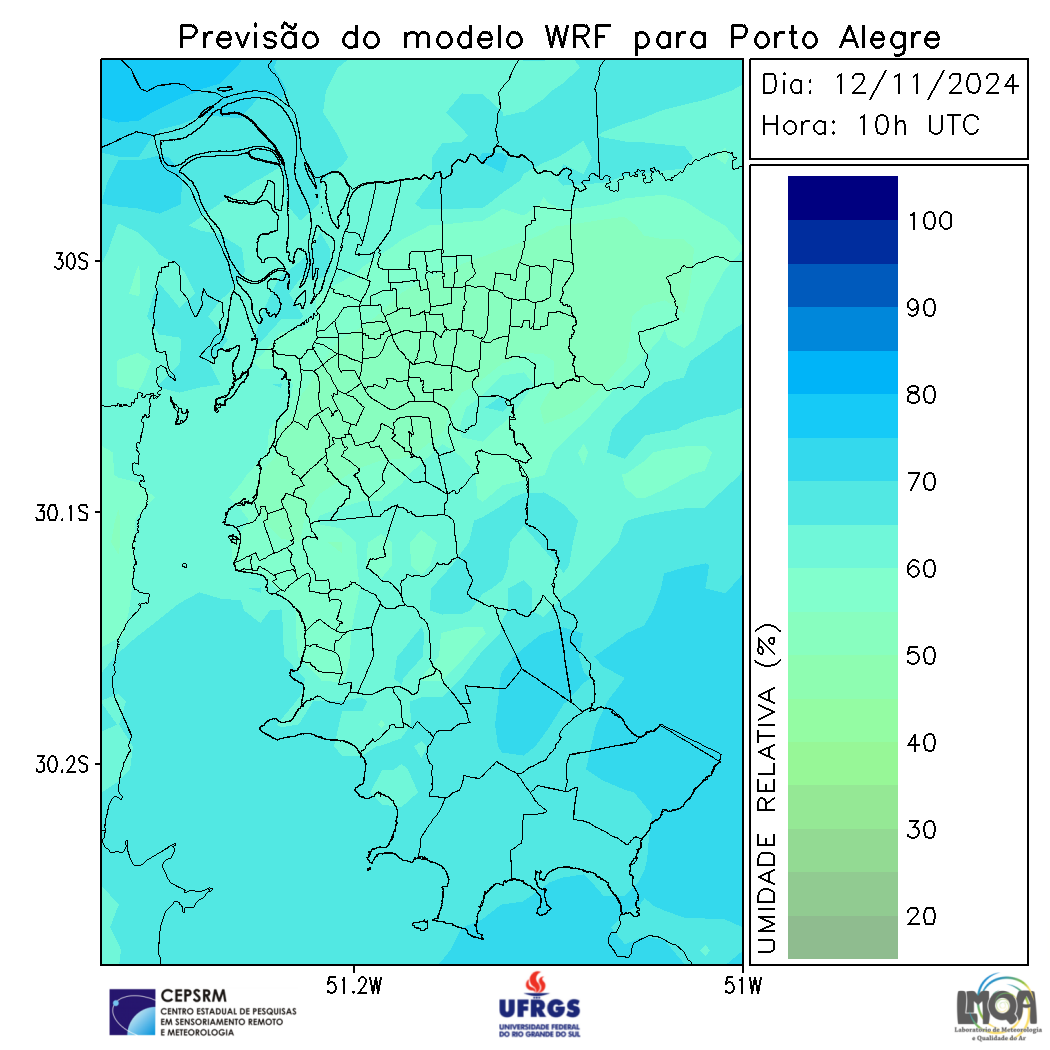 Previsão do modelo WRF para Porto Alegre
Dia: 12/11/2024
Hora: 10h UTC
30S
30.1S
30.2S
51.2W
51W
100
90
80
70
60
50
40
30
20
UMIDADE RELATIVA (%)
CEPSRM
CENTRO ESTADUAL DE PESQUISAS
EM SENSORIAMENTO REMOTO
E METEOROLOGIA
UFRGS
UNIVERSIDADE FEDERAL
DO RIO GRANDE DO SUL
LMQA
Laboratório de Meteorologia
e Qualidade do Ar